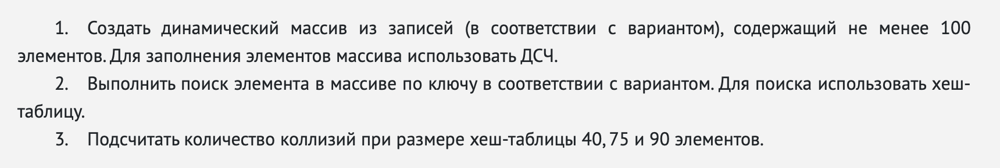 1. Создать динамический массив из записей (в соответствии с вариантом), содержащий не менее 100
элементов. Для заполнения элементов массива использовать ДСЧ.
2. Выполнить поиск элемента в массиве по ключу в соответствии с вариантом. Для поиска использовать хеш-
таблицу.
3. Подсчитать количество коллизий при размере хеш-таблицы 40, 75 и 90 элементов.